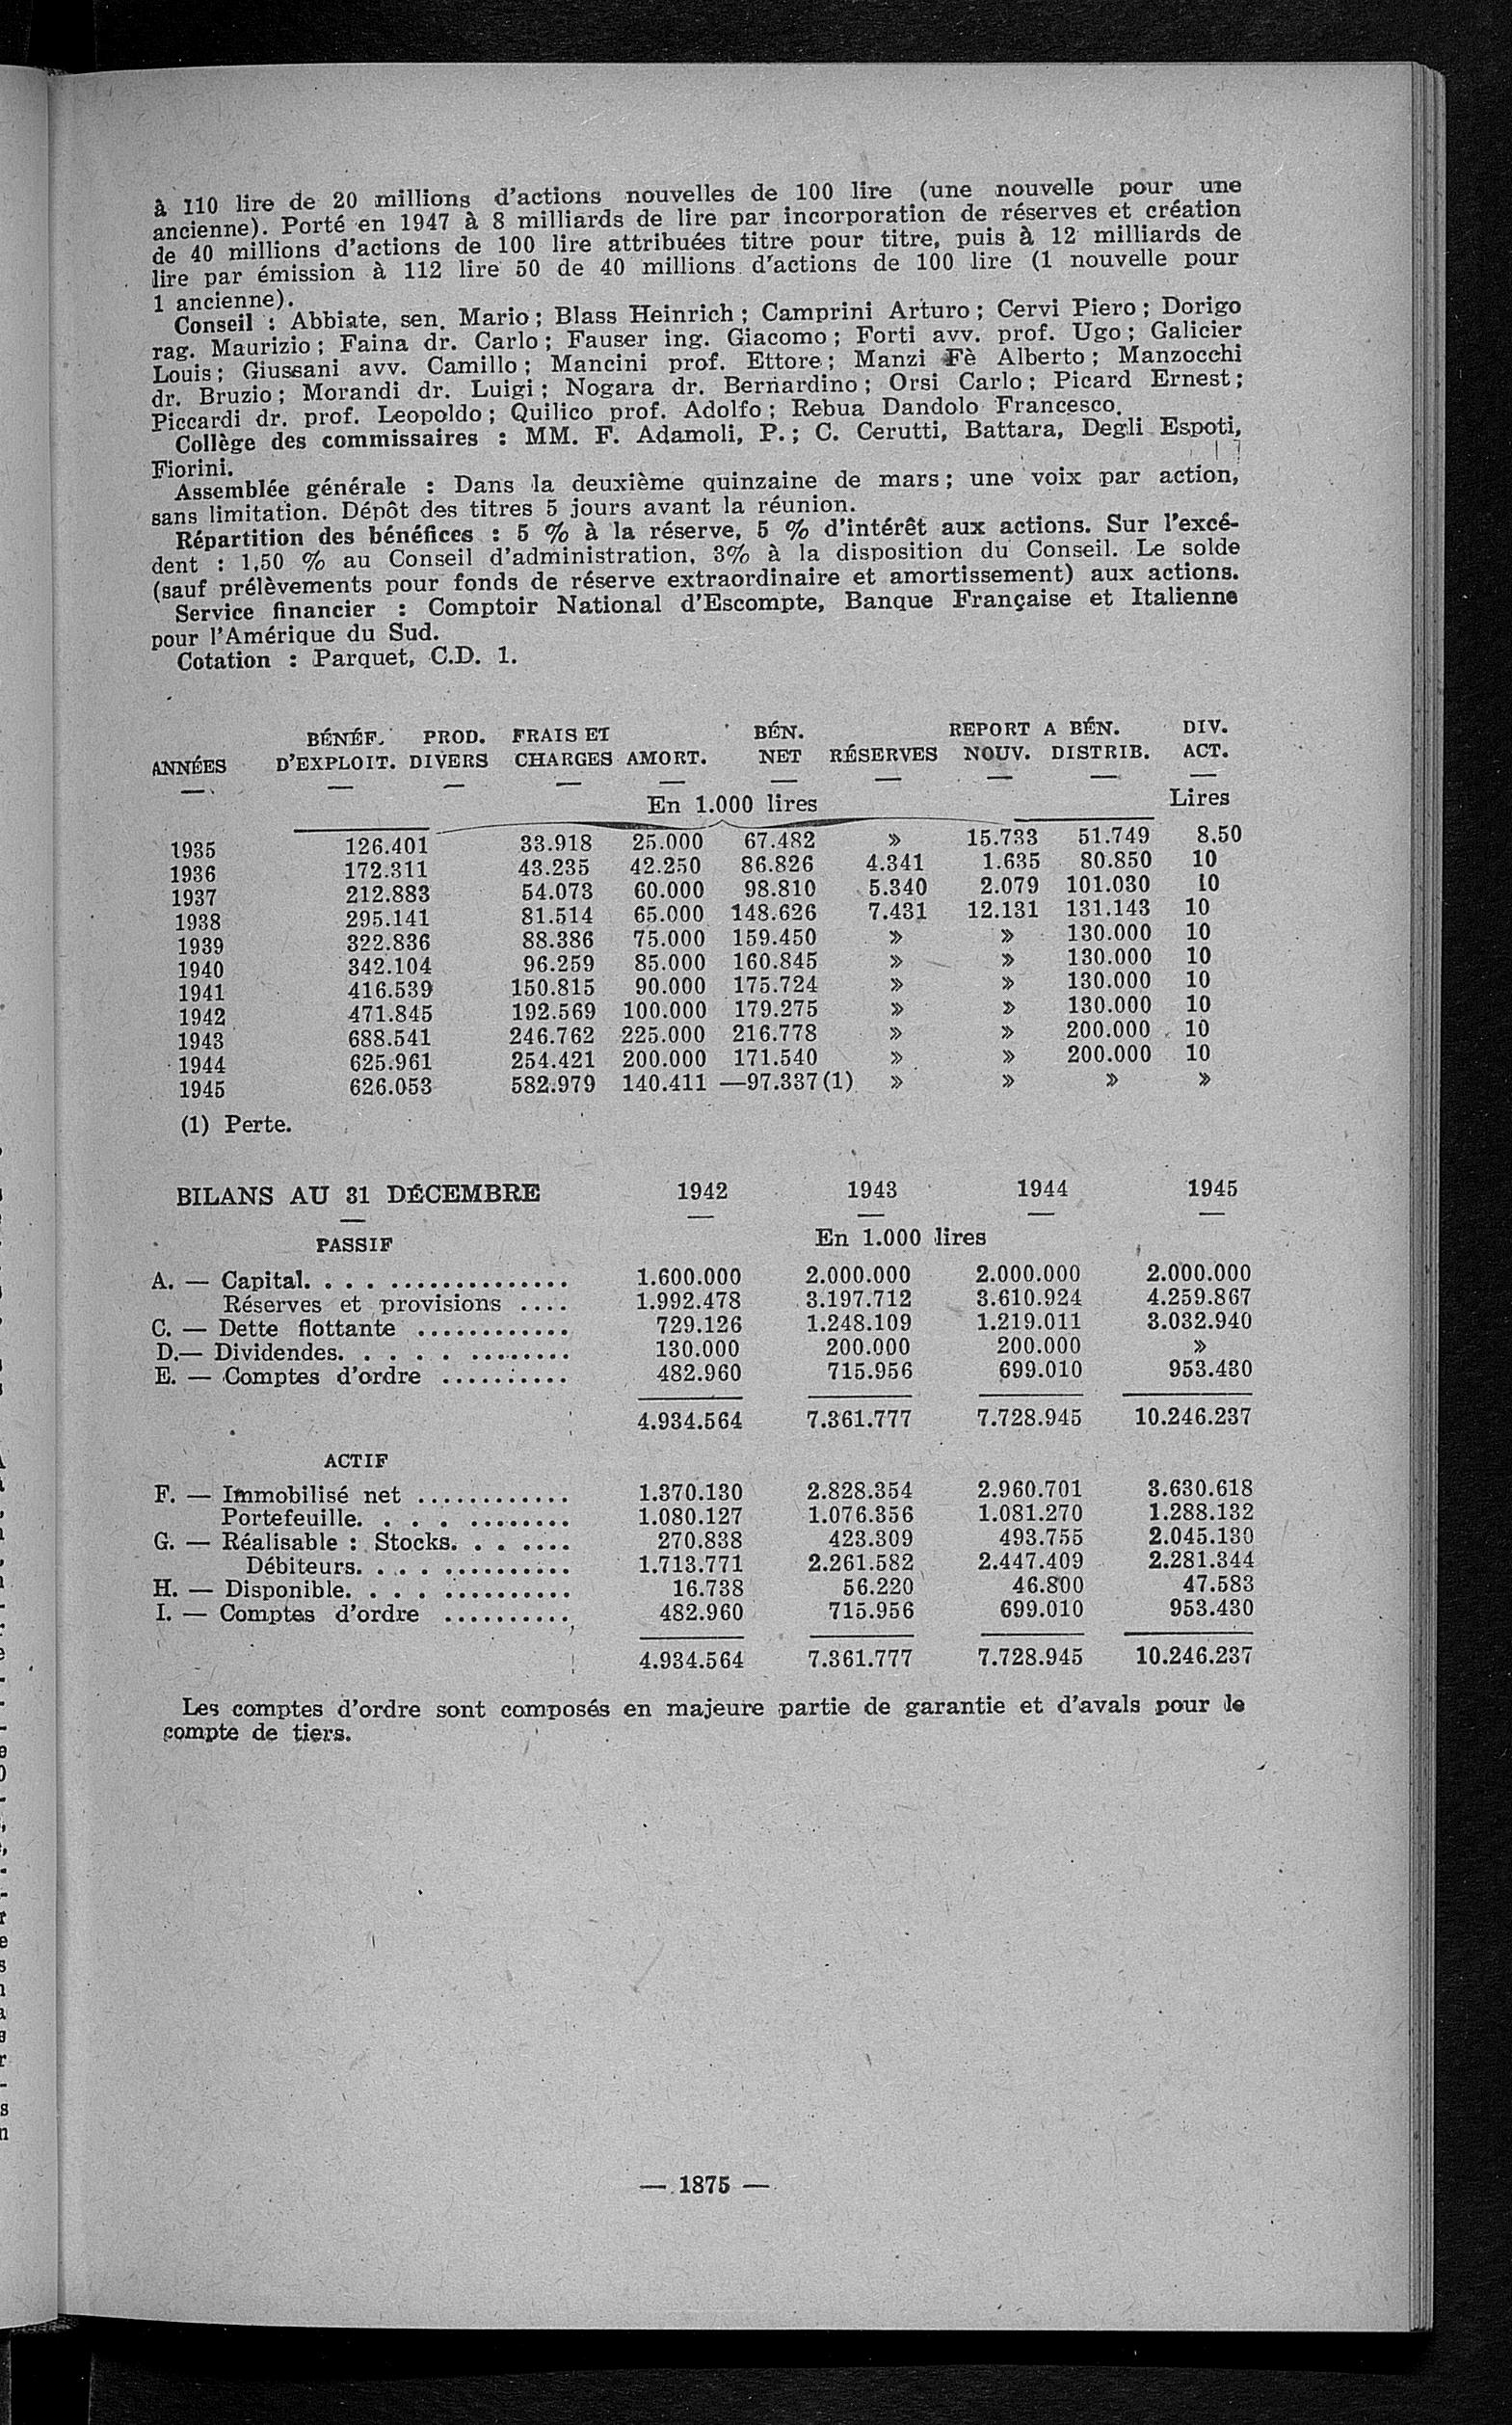 à 110 lire de 20 millions d'actions nouvelles de 100 lire (une nouvelle pour une
ancienne). Porté en 1947 à 8 milliards de lire par incorporation de réserves et création
de 40 millions d'actions de 100 lire attribuées titre pour titre, puis à 12 milliards de
lire par émission à 112 lire 50 de 40 millions d'actions de 100 lire (1 nouvelle pour
1 ancienne).
Conseil : Abbiate, sen. Mario; Blass Heinrich; Camprini Arturo; Cervi Piero; Dorigo
rag. Maurizio; Faina dr. Carlo; Fauser ing. Giacomo; Forti avv. prof. Ugo; Galicier
Louis; Giussani avv. Camillo; Mancini prof. Ettore; Manzi Fè Alberto; Manzocchi
dr. Bruzio; Morandi dr. Luigi; Nogara dr. Bernardino; Orsi Carlo; Picard Ernest;
Piccardi dr. prof. Leopoldo; Quilico prof. Adolfo; Rebua Dandolo Francesco.
Collège des commissaires : MM. F. Adamoli, P.; C. Cerutti, Battara, Degli Espoti,
Fiorini.
Assemblée générale : Dans la deuxième quinzaine de mars; une voix par action,
sans limitation. Dépôt des titres 5 jours avant la réunion.
Répartition des bénéfices : 5 % à la réserve, 5 % d'intérêt aux actions. Sur l'excé-
dent : 1,50 % au Conseil d'administration, 3% à la disposition du Conseil. Le solde
(sauf prélèvements pour fonds de réserve extraordinaire et amortissement) aux actions.
Service financier : Comptoir National d'Escompte, Banque Française et Italienne
pour l'Amérique du Sud.
Cotation : Parquet, C.D. 1.
BÉNÉF. PROD. FRAIS ET BÉN. REPORT A BÉN. DIV.
ANNÉES D'EXPLOIT. DIVERS CHARGES AMORT. NET RÉSERVES NOUV. DISTRIB. ACT.
— — — — — — — — — —
En 1.000 lires Lires
1935 126.401 33.918 25.000 67.482 » 15.733 51.749 8.50
1936 172.311 43.235 42.250 86.826 4.341 1.635 80.850 10
1937 212.883 54.073 60.000 98.810 5.340 2.079 101.030 10
1938 295.141 81.514 65.000 148.626 7.431 12.131 131.143 10
1939 322.836 88.386 75.000 159.450 » » 130.000 10
1940 342.104 96.259 85.000 160.845 » » 130.000 10
1941 416.539 150.815 90.000 175.724 » » 130.000 10
1942 471.845 192.569 100.000 179.275 » » 130.000 10
1943 688.541 246.762 225.000 216.778 » » 200.000 10
1944 625.961 254.421 200.000 171.540 » » 200.000 10
1945 626.053 582.979 140.411 —97.337(1) » » » »
(1) Perte.
BILANS AU 31 DÉCEMBRE 1942 1943 1944 1945
— — — — —
PASSIF En 1.000 lires
A. — Capital. . . . ............... 1.600.000 2.000.000 2.000.000 2.000.000
Réserves et provisions .... 1.992.478 3.197.712 3.610.924 4.259.867
C. — Dette flottante ............ 729.126 1.248.109 1.219.011 3.032.940
D.— Dividendes. . . . . . ........ 130.000 200.000 200.000 »
E. — Comptes d'ordre .......... 482.960 715.956 699.010 953.430
4.934.564 7.361.777 7.728.945 10.246.237
ACTIF
F. — Immobilisé net ............ 1.370.130 2.828.354 2.960.701 3.630.618
Portefeuille. . . . . ........ 1.080.127 1.076.356 1.081.270 1.288.132
G. — Réalisable : Stocks. . . .... 270.838 423.309 493.755 2.045.130
Débiteurs. . . . ........... 1.713.771 2.261.582 2.447.409 2.281.344
H. — Disponible. . . . .......... 16.738 56.220 46.800 47.583
I. — Comptes d'ordre .......... 482.960 715.956 699.010 953.430
4.934.564 7.361.777 7.728.945 10.246.237
Les comptes d'ordre sont composés en majeure partie de garantie et d'avals pour le
compte de tiers.
— 1875 —